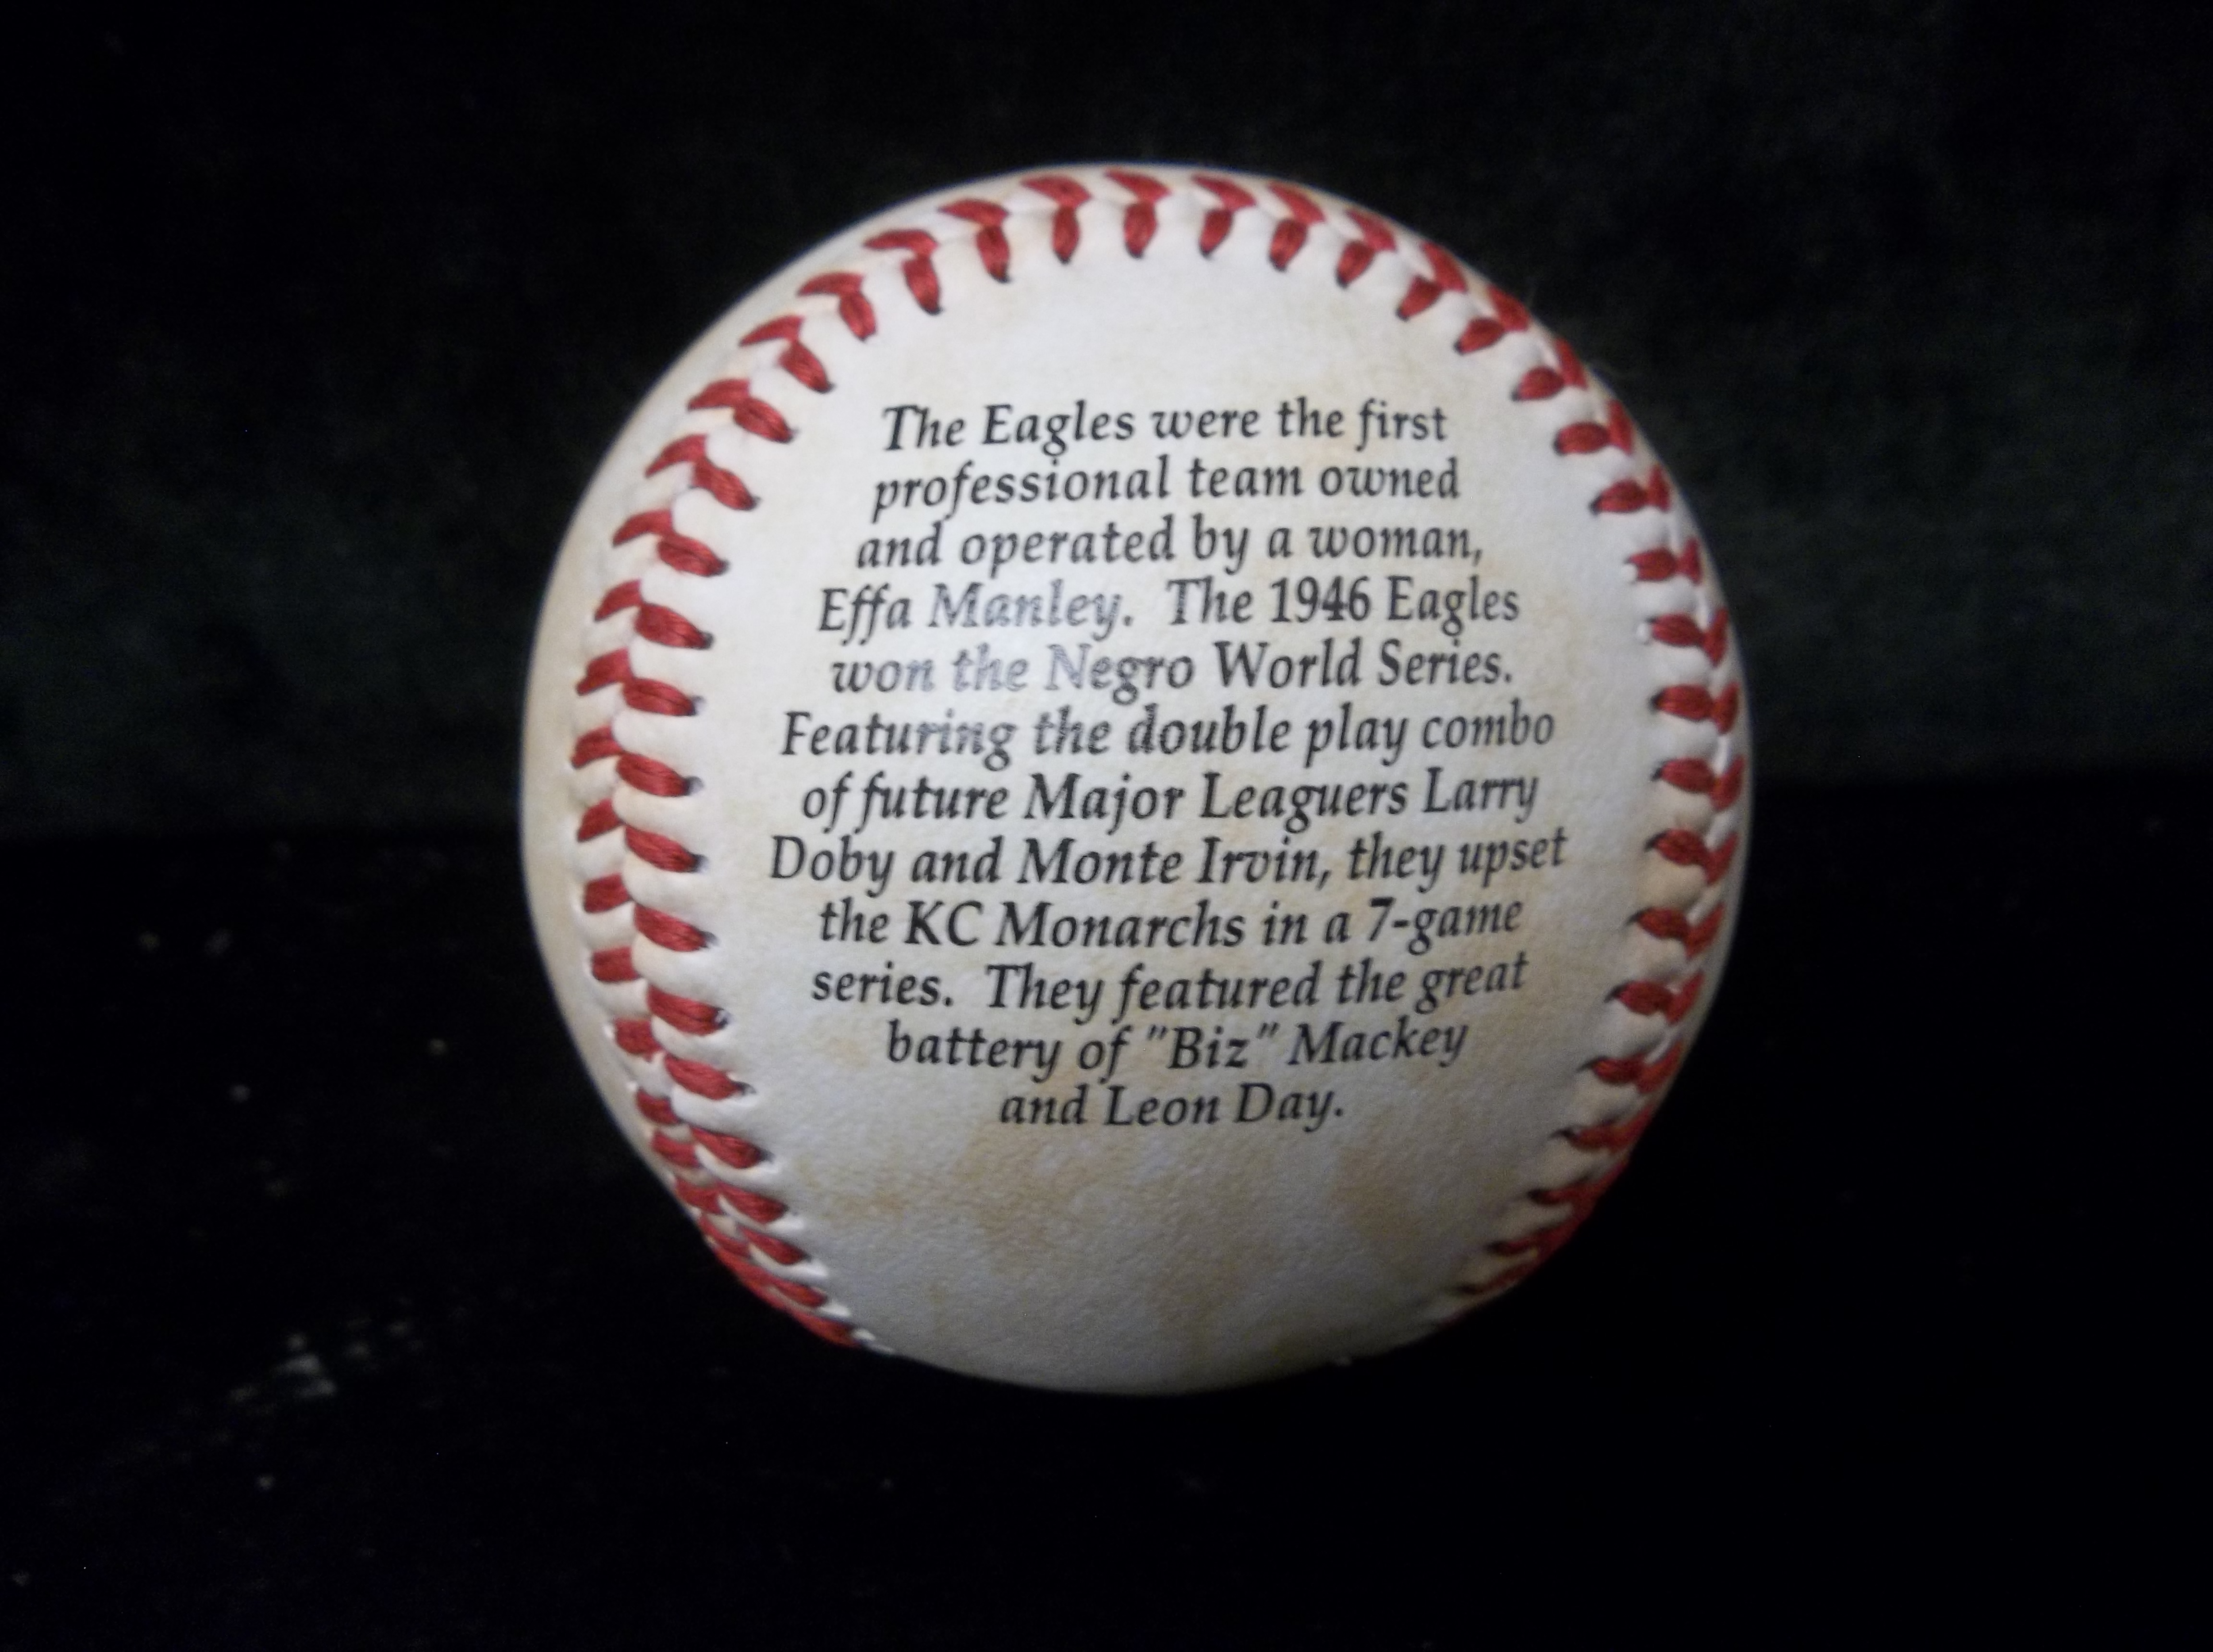 The Eagles were the first
professional team owned
and operated by a woman,
Effa Manley. The 1946 Eagles
won the Negro World Series.
Featuring the double play combo
of future Major Leaguers Larry
Doby and Monte Irvin, they upset
the KC Monarchs in a 7-game
series. They featured the great
battery of "Biz" Mackey
and Leon Day.